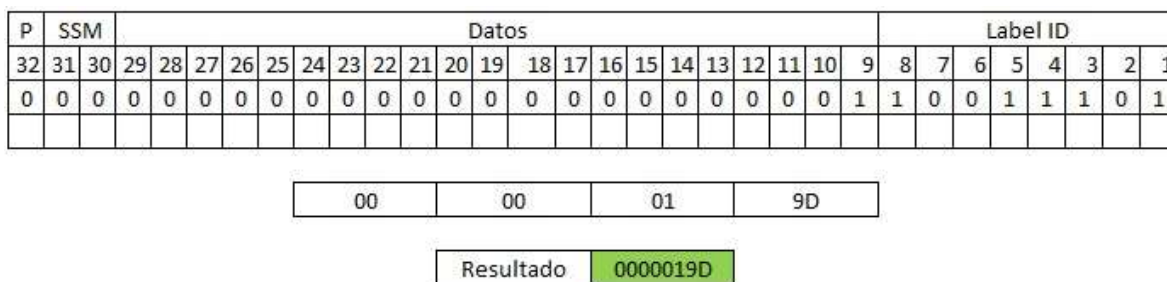 P SSM Datos Label ID
32 31 30 29 28 27 26 25 24 23 22 21 20 19 18 17 16 15 14 13 12 11 10 9 8 7 6 5 4 3 2 1
0 0 0 0 0 0 0 0 0 0 0 0 0 0 0 0 0 0 0 0 0 0 0 1 1 0 0 1 1 1 0 1
00 00 01 9D
Resultado 0000019D